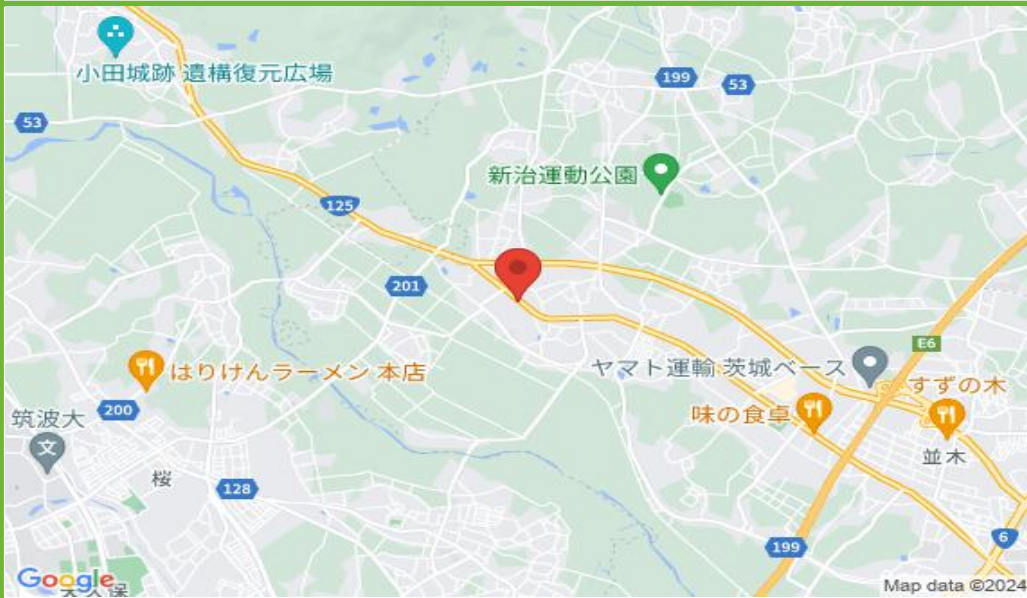 小田城跡 遺構復元広場
199
53
53
新治運動公園
125
201
E6
ヤマト運輸 茨城ベース
すずの木
はりけんラーメン 本店
味の食卓
筑波大
200
並木
桜
128
6
199
Google
Map data ©2024